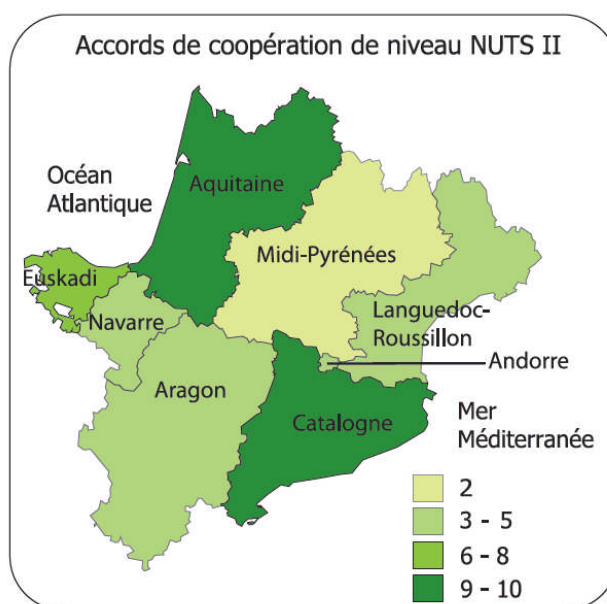 Accords de coopération de niveau NUTS II
Océan
Atlantique
Aquitaine
Midi-Pyrénées
Euskadi
Navarre
Languedoc-
Roussillon
Andorre
Aragon
Catalogne
Mer
Méditerranée
2
3 - 5
6 - 8
9 - 10